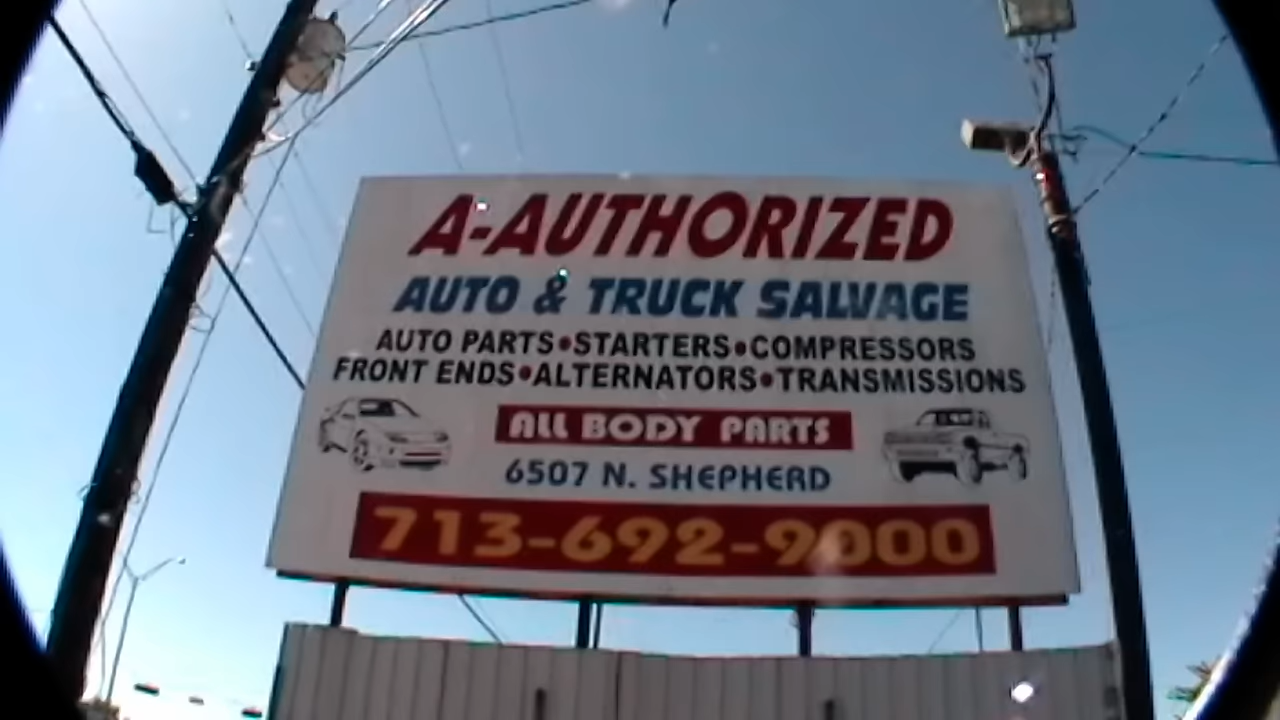 A-AUTHORIZED
AUTO & TRUCK SALVAGE
AUTO PARTS•STARTERS•COMPRESSORS
FRONT ENDS•ALTERNATORS•TRANSMISSIONS
ALL BODY PARTS
6507 N. SHEPHERD
713-692-9000